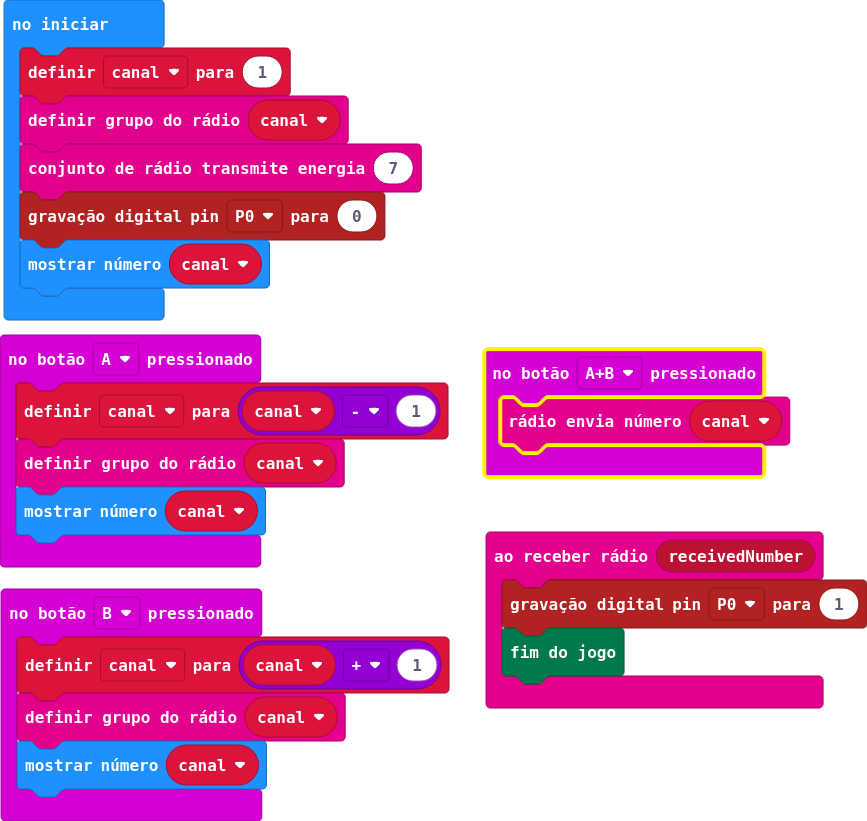 no iniciar
definir canal para 1
definir grupo do rádio canal
conjunto de rádio transmite energia 7
gravação digital pin P0 para 0
mostrar número canal
no botão A pressionado
definir canal para canal - 1
definir grupo do rádio canal
mostrar número canal
no botão B pressionado
definir canal para canal + 1
definir grupo do rádio canal
mostrar número canal
no botão A+B pressionado
rádio envia número canal
ao receber rádio receivedNumber
gravação digital pin P0 para 1
fim do jogo